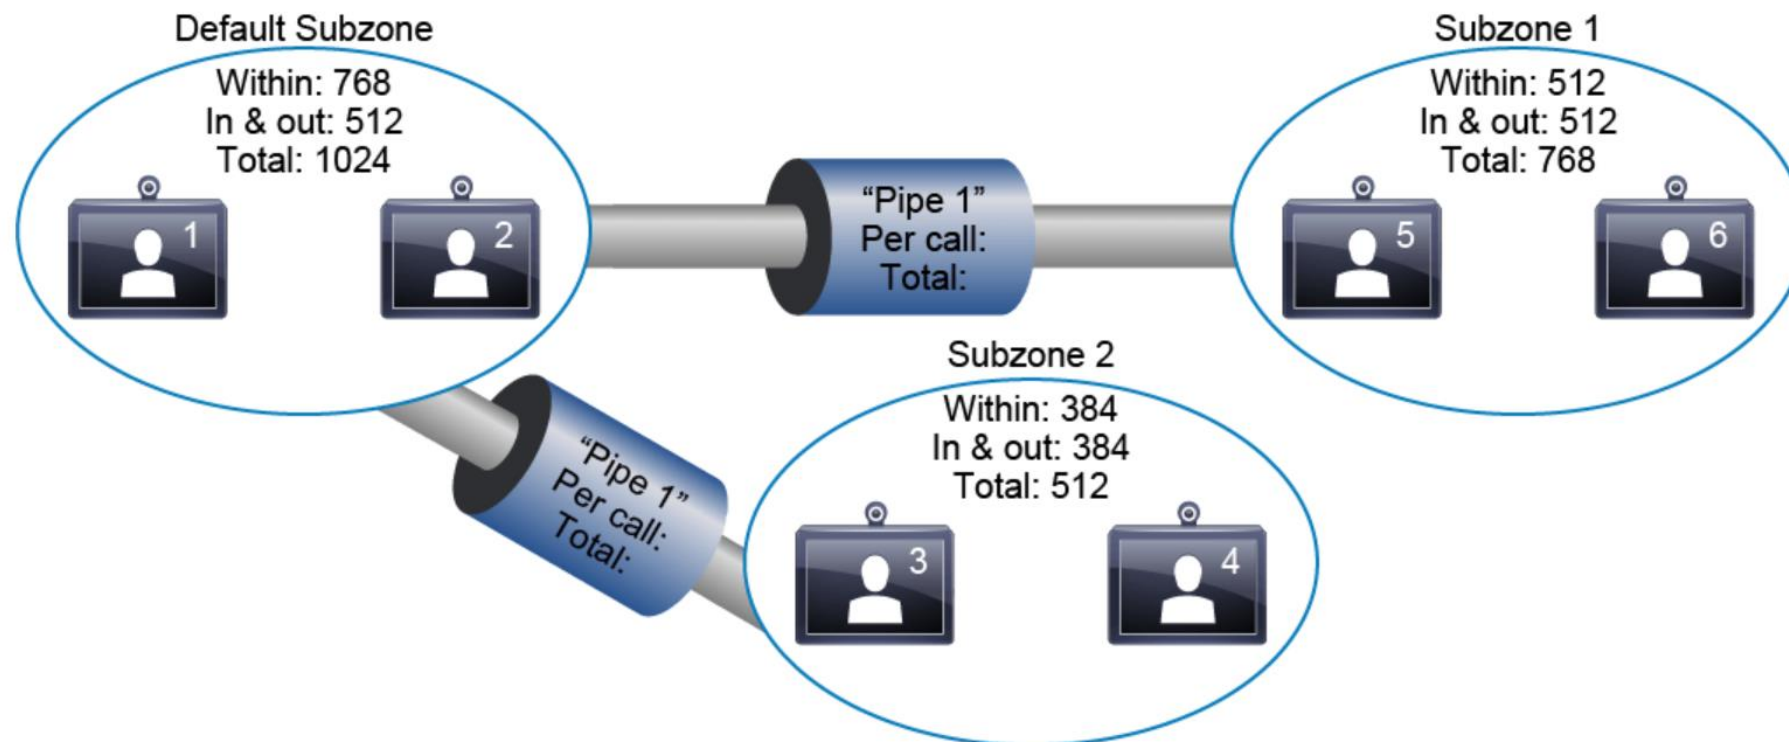 Default Subzone
Within: 768
In & out: 512
Total: 1024
1
2
“Pipe 1”
Per call:
Total:
Subzone 1
Within: 512
In & out: 512
Total: 768
5
6
“Pipe 1”
Per call:
Total:
Subzone 2
Within: 384
In & out: 384
Total: 512
3
4